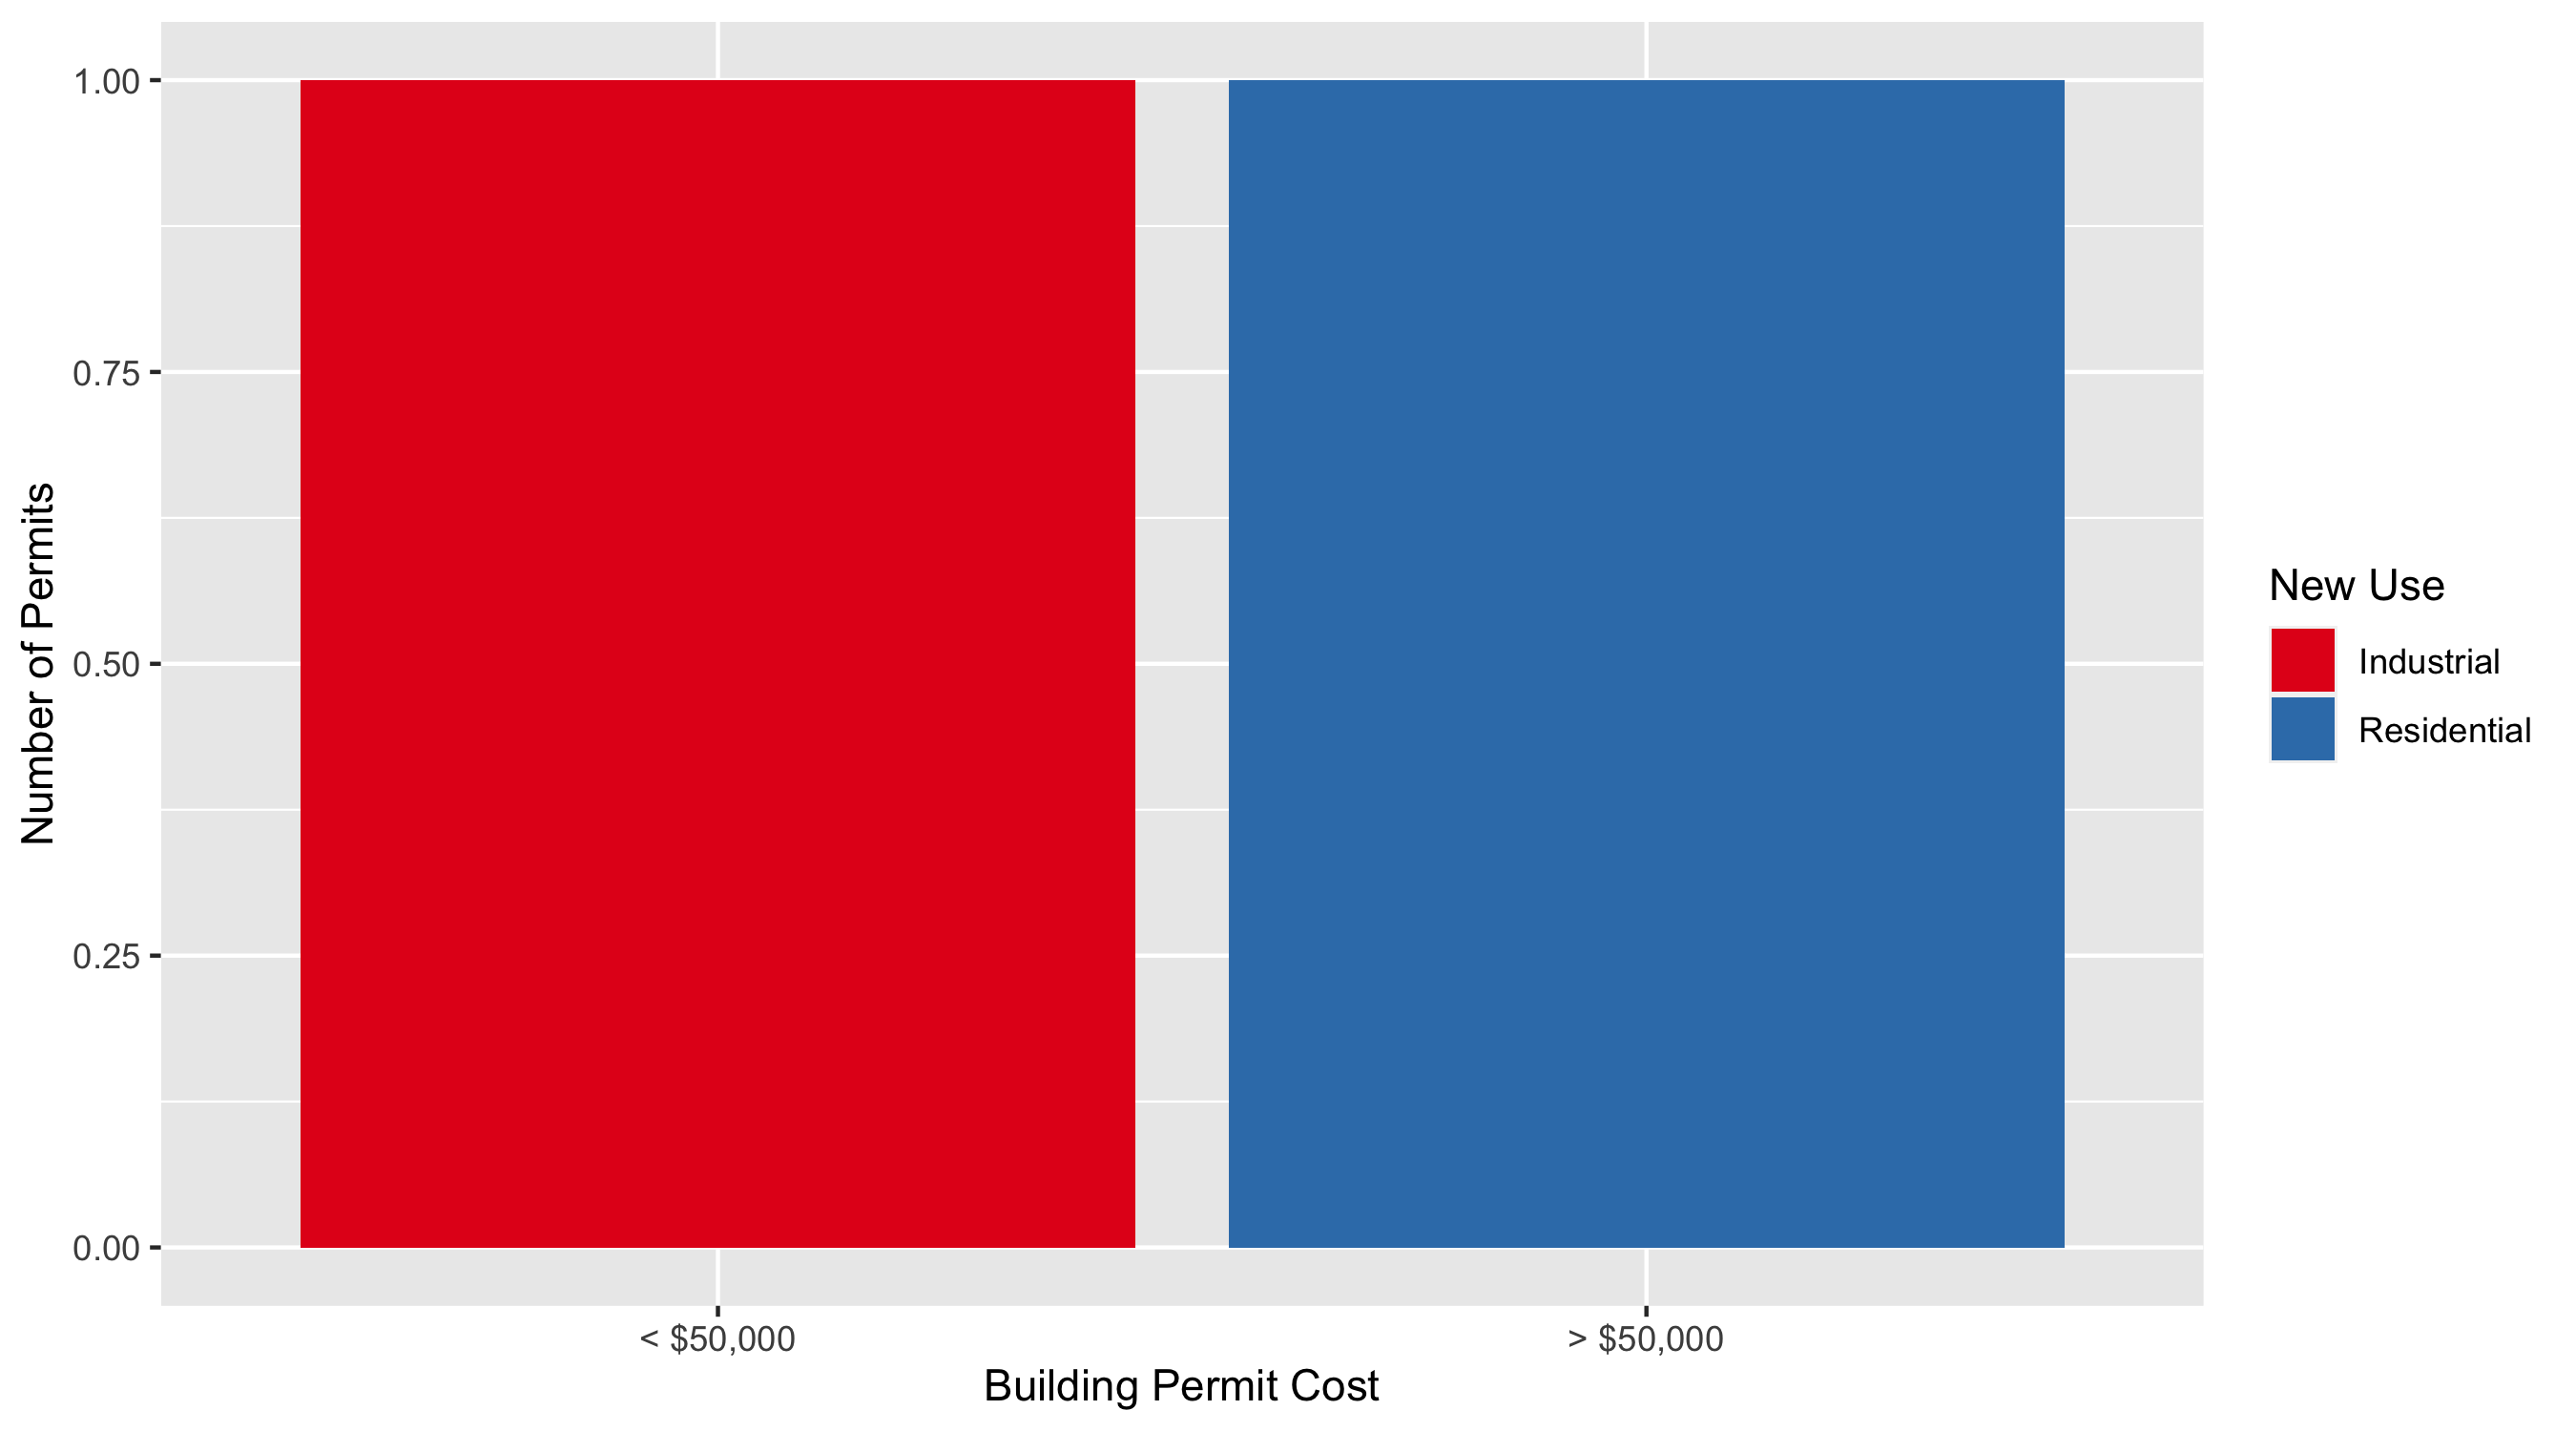 Number of Permits
1.00
0.75
0.50
0.25
0.00
< $50,000
> $50,000
Building Permit Cost
New Use
Industrial
Residential